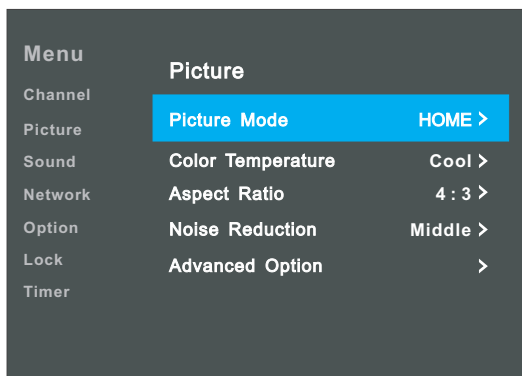 Menu
Channel
Picture
Sound
Network
Option
Lock
Timer
Picture
Picture Mode HOME >
Color Temperature Cool >
Aspect Ratio 4 : 3 >
Noise Reduction Middle >
Advanced Option >